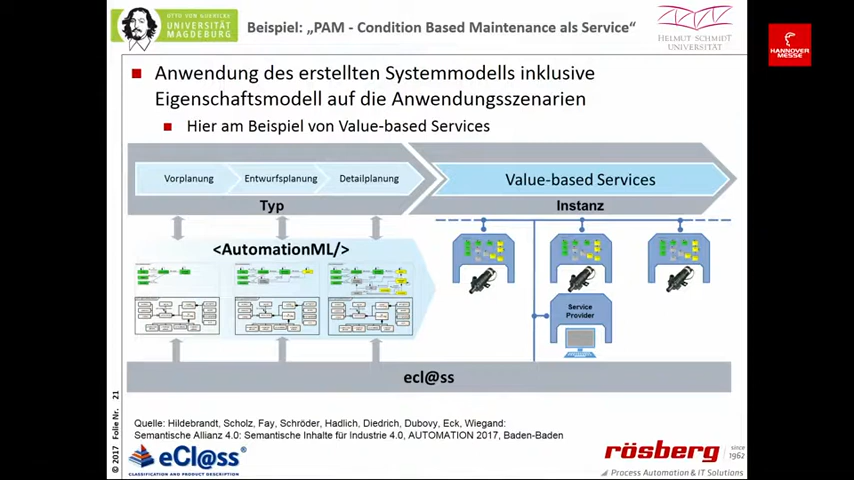 OTTO VON GUERICKE
UNIVERSITÄT
MAGDEBURG
Beispiel: „PAM - Condition Based Maintenance als Service“
HELMUT SCHMIDT
UNIVERSITÄT
HANNOVER
MESSE
Anwendung des erstellten Systemmodells inklusive
Eigenschaftsmodell auf die Anwendungsszenarien
Hier am Beispiel von Value-based Services
Vorplanung
Entwurfsplanung
Detailplanung
Value-based Services
Typ
Instanz
<AutomationML/>
Service
Provider
ecl@ss
Quelle: Hildebrandt, Scholz, Fay, Schröder, Hadlich, Diedrich, Dubovy, Eck, Wiegand:
Semantische Allianz 4.0: Semantische Inhalte für Industrie 4.0, AUTOMATION 2017, Baden-Baden
© 2017 Folie Nr. 21
eCl@ss®
CLASSIFICATION AND PRODUCT DESCRIPTION
rösberg
since
1962
Process Automation & IT Solutions